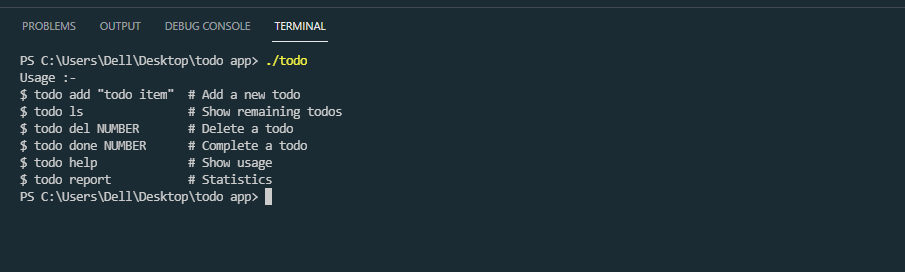 PROBLEMS OUTPUT DEBUG CONSOLE TERMINAL
PS C:\Users\Dell\Desktop\todo app> ./todo
Usage :-
$ todo add "todo item"  # Add a new todo
$ todo ls               # Show remaining todos
$ todo del NUMBER       # Delete a todo
$ todo done NUMBER      # Complete a todo
$ todo help             # Show usage
$ todo report           # Statistics
PS C:\Users\Dell\Desktop\todo app>